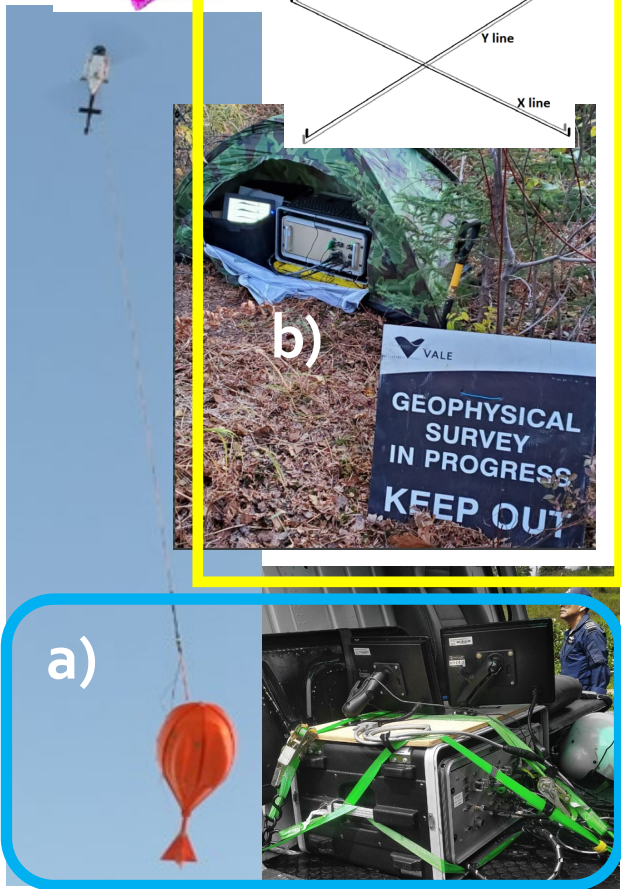 Y line
X line
b)
VALE
GEOPHYSICAL
SURVEY
IN PROGRESS
KEEP OUT
a)